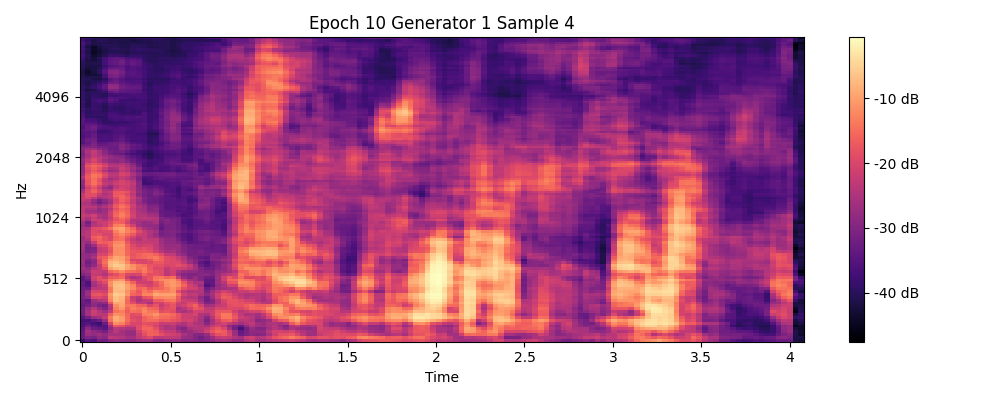 Epoch 10 Generator 1 Sample 4
Hz
4096
2048
1024
512
0
0 0.5 1 1.5 2 2.5 3 3.5 4
Time
-10 dB
-20 dB
-30 dB
-40 dB